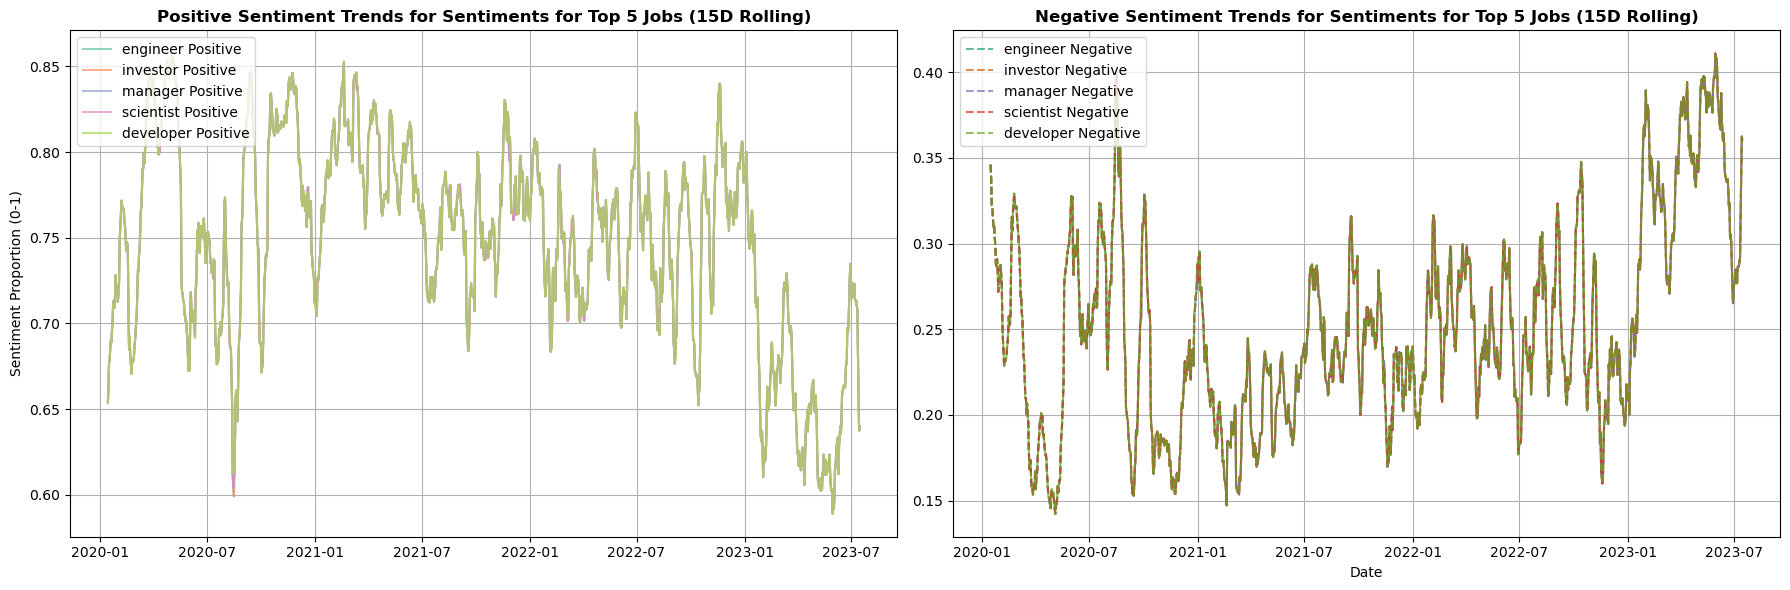 Positive Sentiment Trends for Sentiments for Top 5 Jobs (15D Rolling)
engineer Positive
investor Positive
manager Positive
scientist Positive
developer Positive
Sentiment Proportion (0-1)
0.85
0.80
0.75
0.70
0.65
0.60
2020-01
2020-07
2021-01
2021-07
2022-01
2022-07
2023-01
2023-07
Negative Sentiment Trends for Sentiments for Top 5 Jobs (15D Rolling)
engineer Negative
investor Negative
manager Negative
scientist Negative
developer Negative
0.40
0.35
0.30
0.25
0.20
0.15
2020-01
2020-07
2021-01
2021-07
2022-01
2022-07
2023-01
2023-07
Date